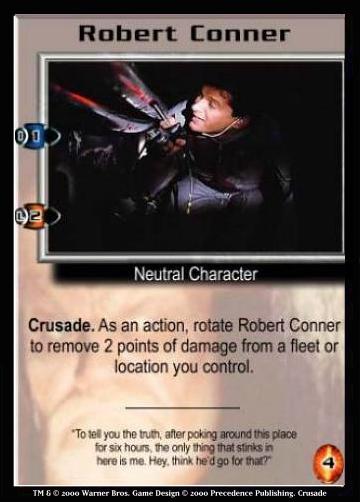 Robert Conner
D 1
L 2
Neutral Character
Crusade. As an action, rotate Robert Conner
to remove 2 points of damage from a fleet or
location you control.
"To tell you the truth, after poking around this place
for six hours, the only thing that stinks in
here is me. Hey, think he'd go for that?"
4
TM & © 2000 Warner Bros. Game Design © 2000 Precedence Publishing. Crusade